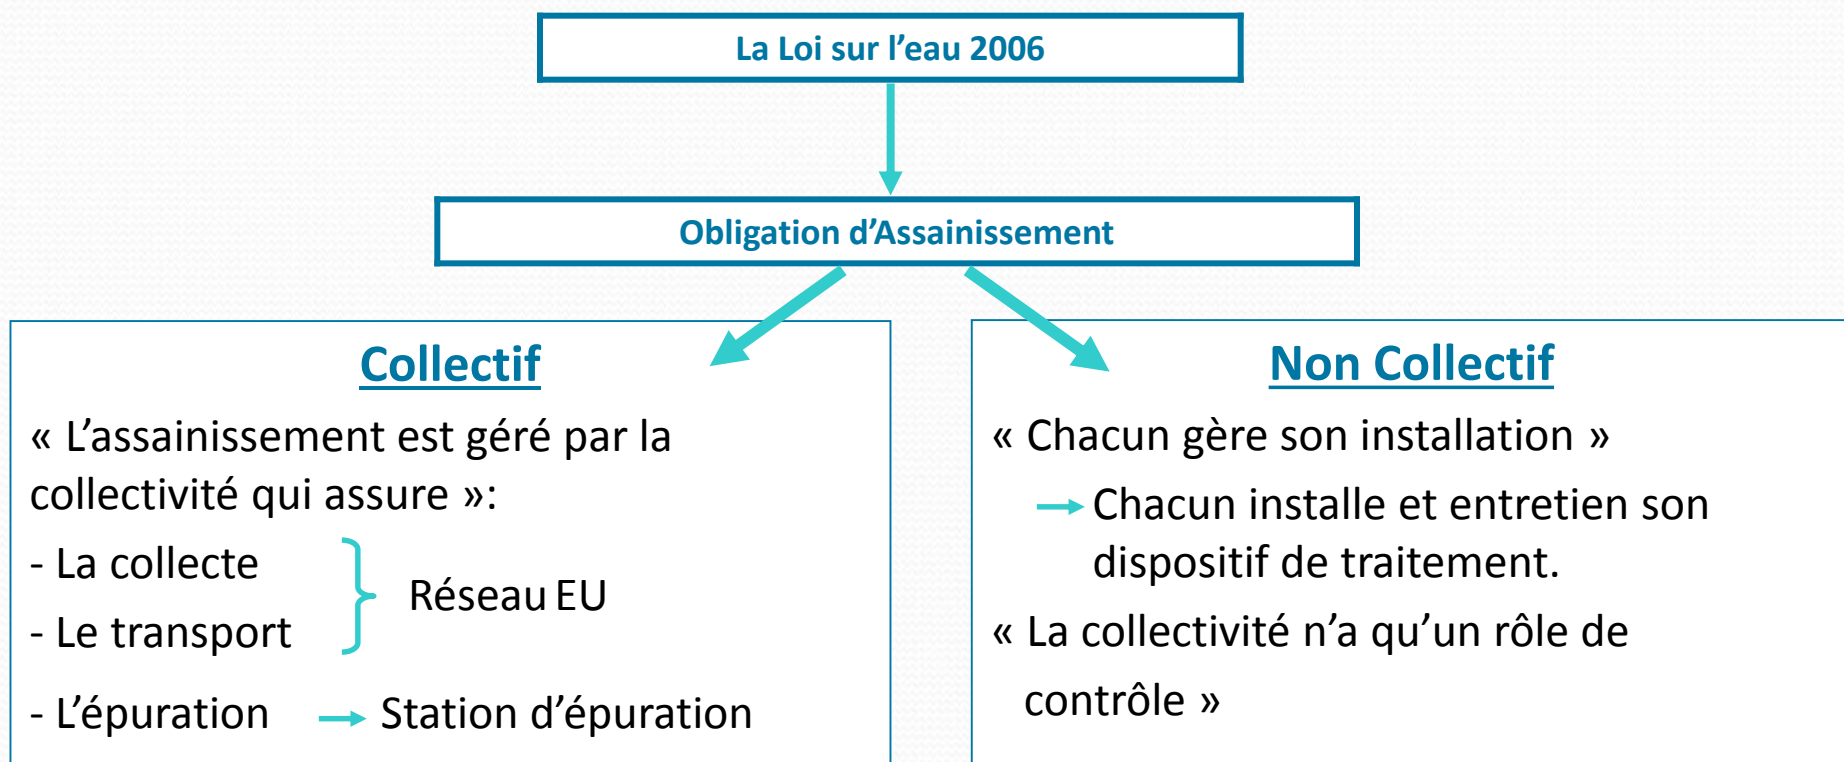 La Loi sur l’eau 2006
Obligation d’Assainissement
Collectif
« L’assainissement est géré par la
collectivité qui assure »:
- La collecte
- Le transport
Réseau EU
- L’épuration
Station d’épuration
Non Collectif
« Chacun gère son installation »
Chacun installe et entretien son
dispositif de traitement.
« La collectivité n’a qu’un rôle de
contrôle »